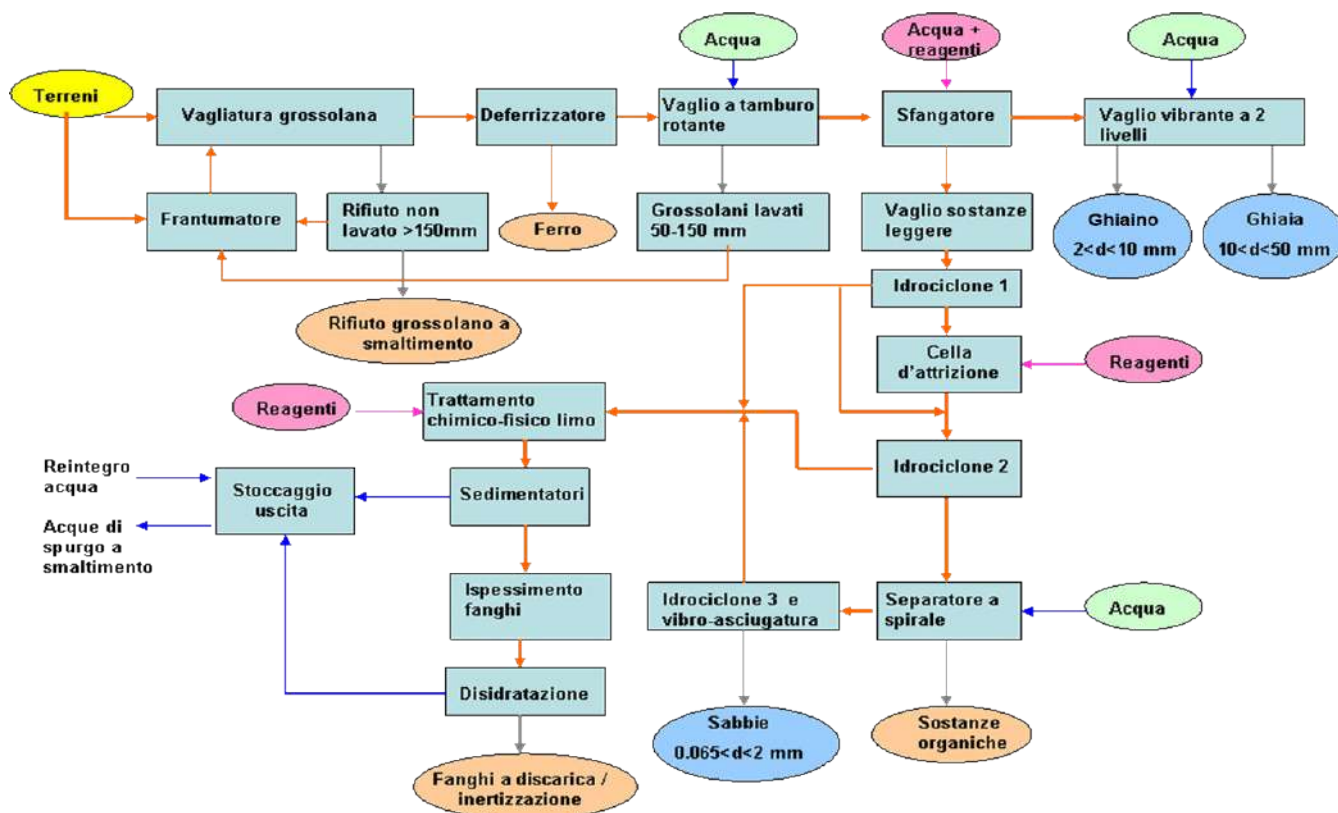 Acqua
Acqua +
reagenti
Acqua
Terreni
Vagliatura grossolana
Deferrizzatore
Vaglio a tamburo
rotante
Sfangatore
Vaglio vibrante a 2
livelli
Frantumatore
Rifiuto non
lavato >150mm
Ferro
Grossolani lavati
50-150 mm
Vaglio sostanze
leggere
Ghiaino
2<d<10 mm
Ghiaia
10<d<50 mm
Idrociclone 1
Rifiuto grossolano a
smaltimento
Cella
d'attrizione
Reagenti
Reagenti
Trattamento
chimico-fisico limo
Idrociclone 2
Reintegro
acqua
Stoccaggio
uscita
Sedimentatori
Acque di
spurgo a
smaltimento
Ispessimento
fanghi
Idrociclone 3 e
vibro-asciugatura
Separatore a
spirale
Acqua
Disidratazione
Sabbie
0.065<d<2 mm
Sostanze
organiche
Fanghi a discarica /
inertizzazione